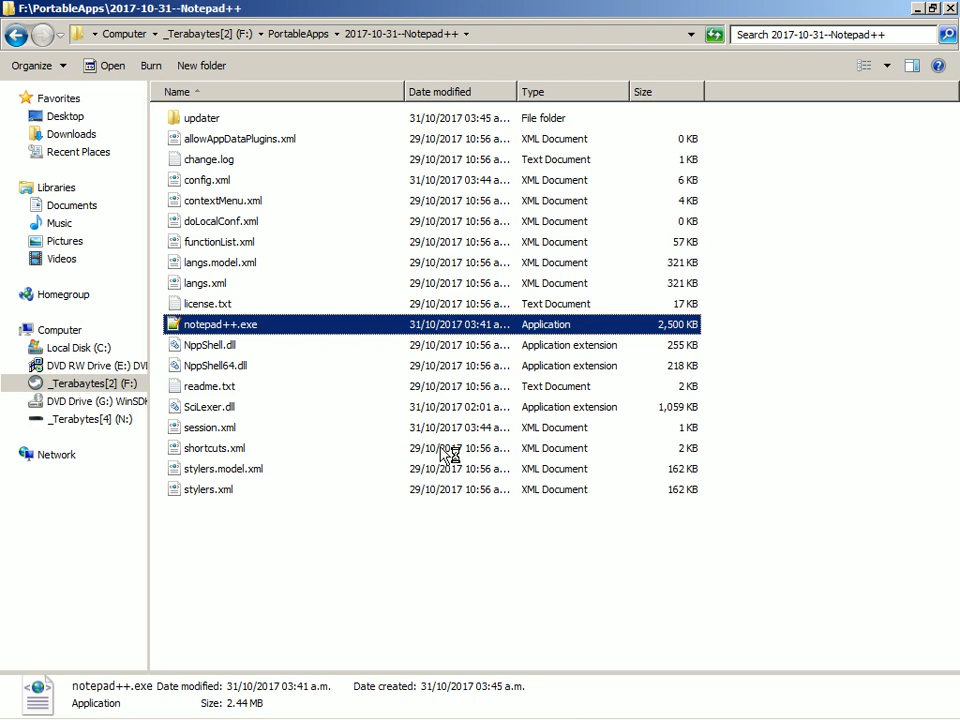 F:\PortableApps\2017-10-31--Notepad++
Computer _Terabaytes[2] (F:) PortableApps 2017-10-31--Notepad++ Search 2017-10-31--Notepad++
Organize Open Burn New folder
Name Date modified Type Size
Favorites
Desktop
Downloads
Recent Places
Libraries
Documents
Music
Pictures
Videos
Homegroup
Computer
Local Disk (C:)
DVD RW Drive (E:) DVI
_Terabaytes[2] (F:)
DVD Drive (G:) WinSDK
_Terabytes[4] (N:)
Network
updater 31/10/2017 03:45 a... File folder
allowAppDataPlugins.xml 29/10/2017 10:56 a... XML Document 0 KB
change.log 29/10/2017 10:56 a... Text Document 1 KB
config.xml 31/10/2017 03:44 a... XML Document 6 KB
contextMenu.xml 29/10/2017 10:56 a... XML Document 4 KB
doLocalConf.xml 29/10/2017 10:56 a... XML Document 0 KB
functionList.xml 29/10/2017 10:56 a... XML Document 57 KB
langs.model.xml 29/10/2017 10:56 a... XML Document 321 KB
langs.xml 29/10/2017 10:56 a... XML Document 321 KB
license.txt 29/10/2017 10:56 a... Text Document 17 KB
notepad++.exe 31/10/2017 03:41 a... Application 2,500 KB
NppShell.dll 29/10/2017 10:56 a... Application extension 255 KB
NppShell64.dll 29/10/2017 10:56 a... Application extension 218 KB
readme.txt 29/10/2017 10:56 a... Text Document 2 KB
SciLexer.dll 31/10/2017 02:01 a... Application extension 1,059 KB
session.xml 31/10/2017 03:44 a... XML Document 1 KB
shortcuts.xml 29/10/2017 10:56 a... XML Document 2 KB
stylers.model.xml 29/10/2017 10:56 a... XML Document 162 KB
stylers.xml 29/10/2017 10:56 a... XML Document 162 KB
notepad++.exe Date modified: 31/10/2017 03:41 a.m. Date created: 31/10/2017 03:45 a.m.
Application Size: 2.44 MB